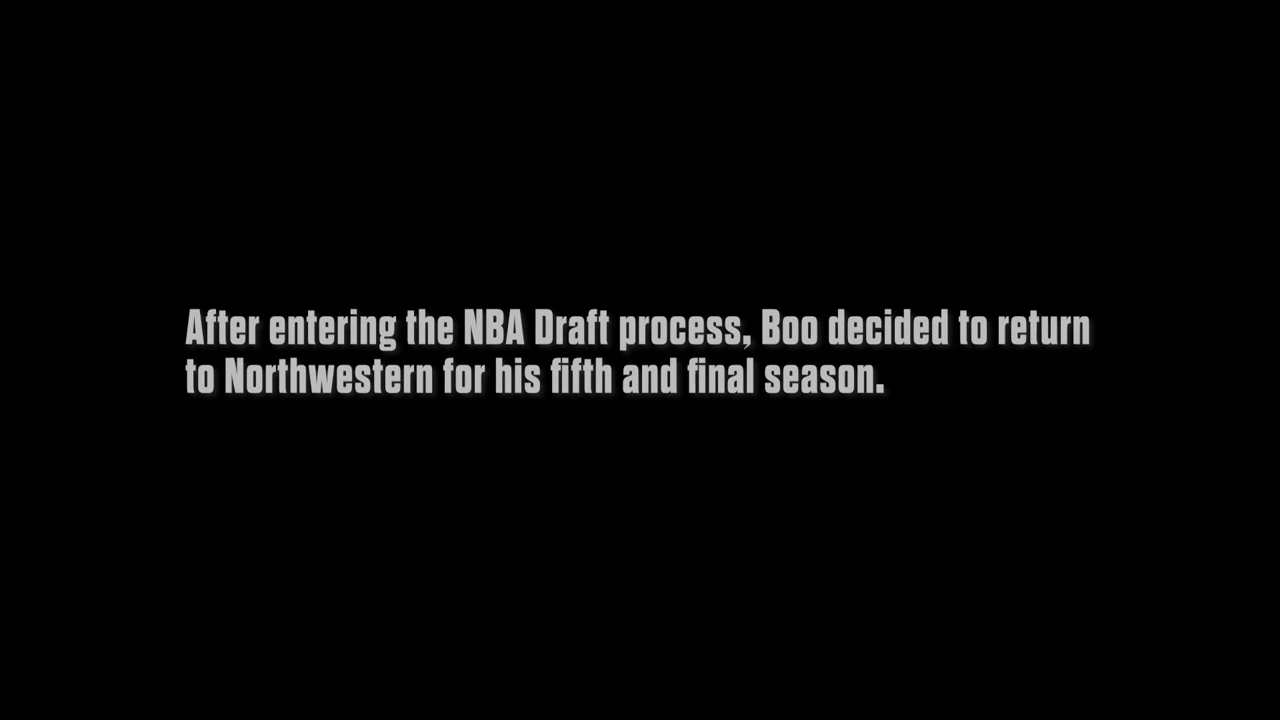 After entering the NBA Draft process, Boo decided to return
to Northwestern for his fifth and final season.